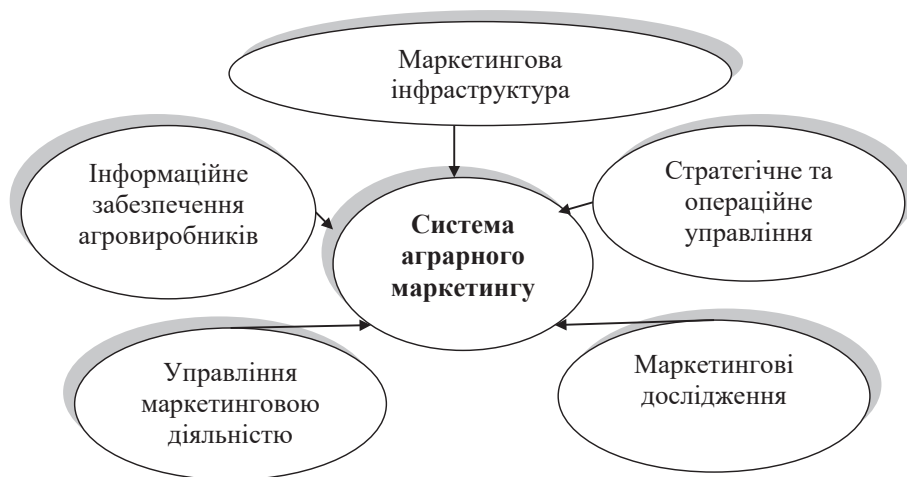 Маркетингова
інфраструктура
Інформаційне
забезпечення
агровиробників
Стратегічне та
операційне
управління
Система
аграрного
маркетингу
Управління
маркетинговою
діяльністю
Маркетингові
дослідження